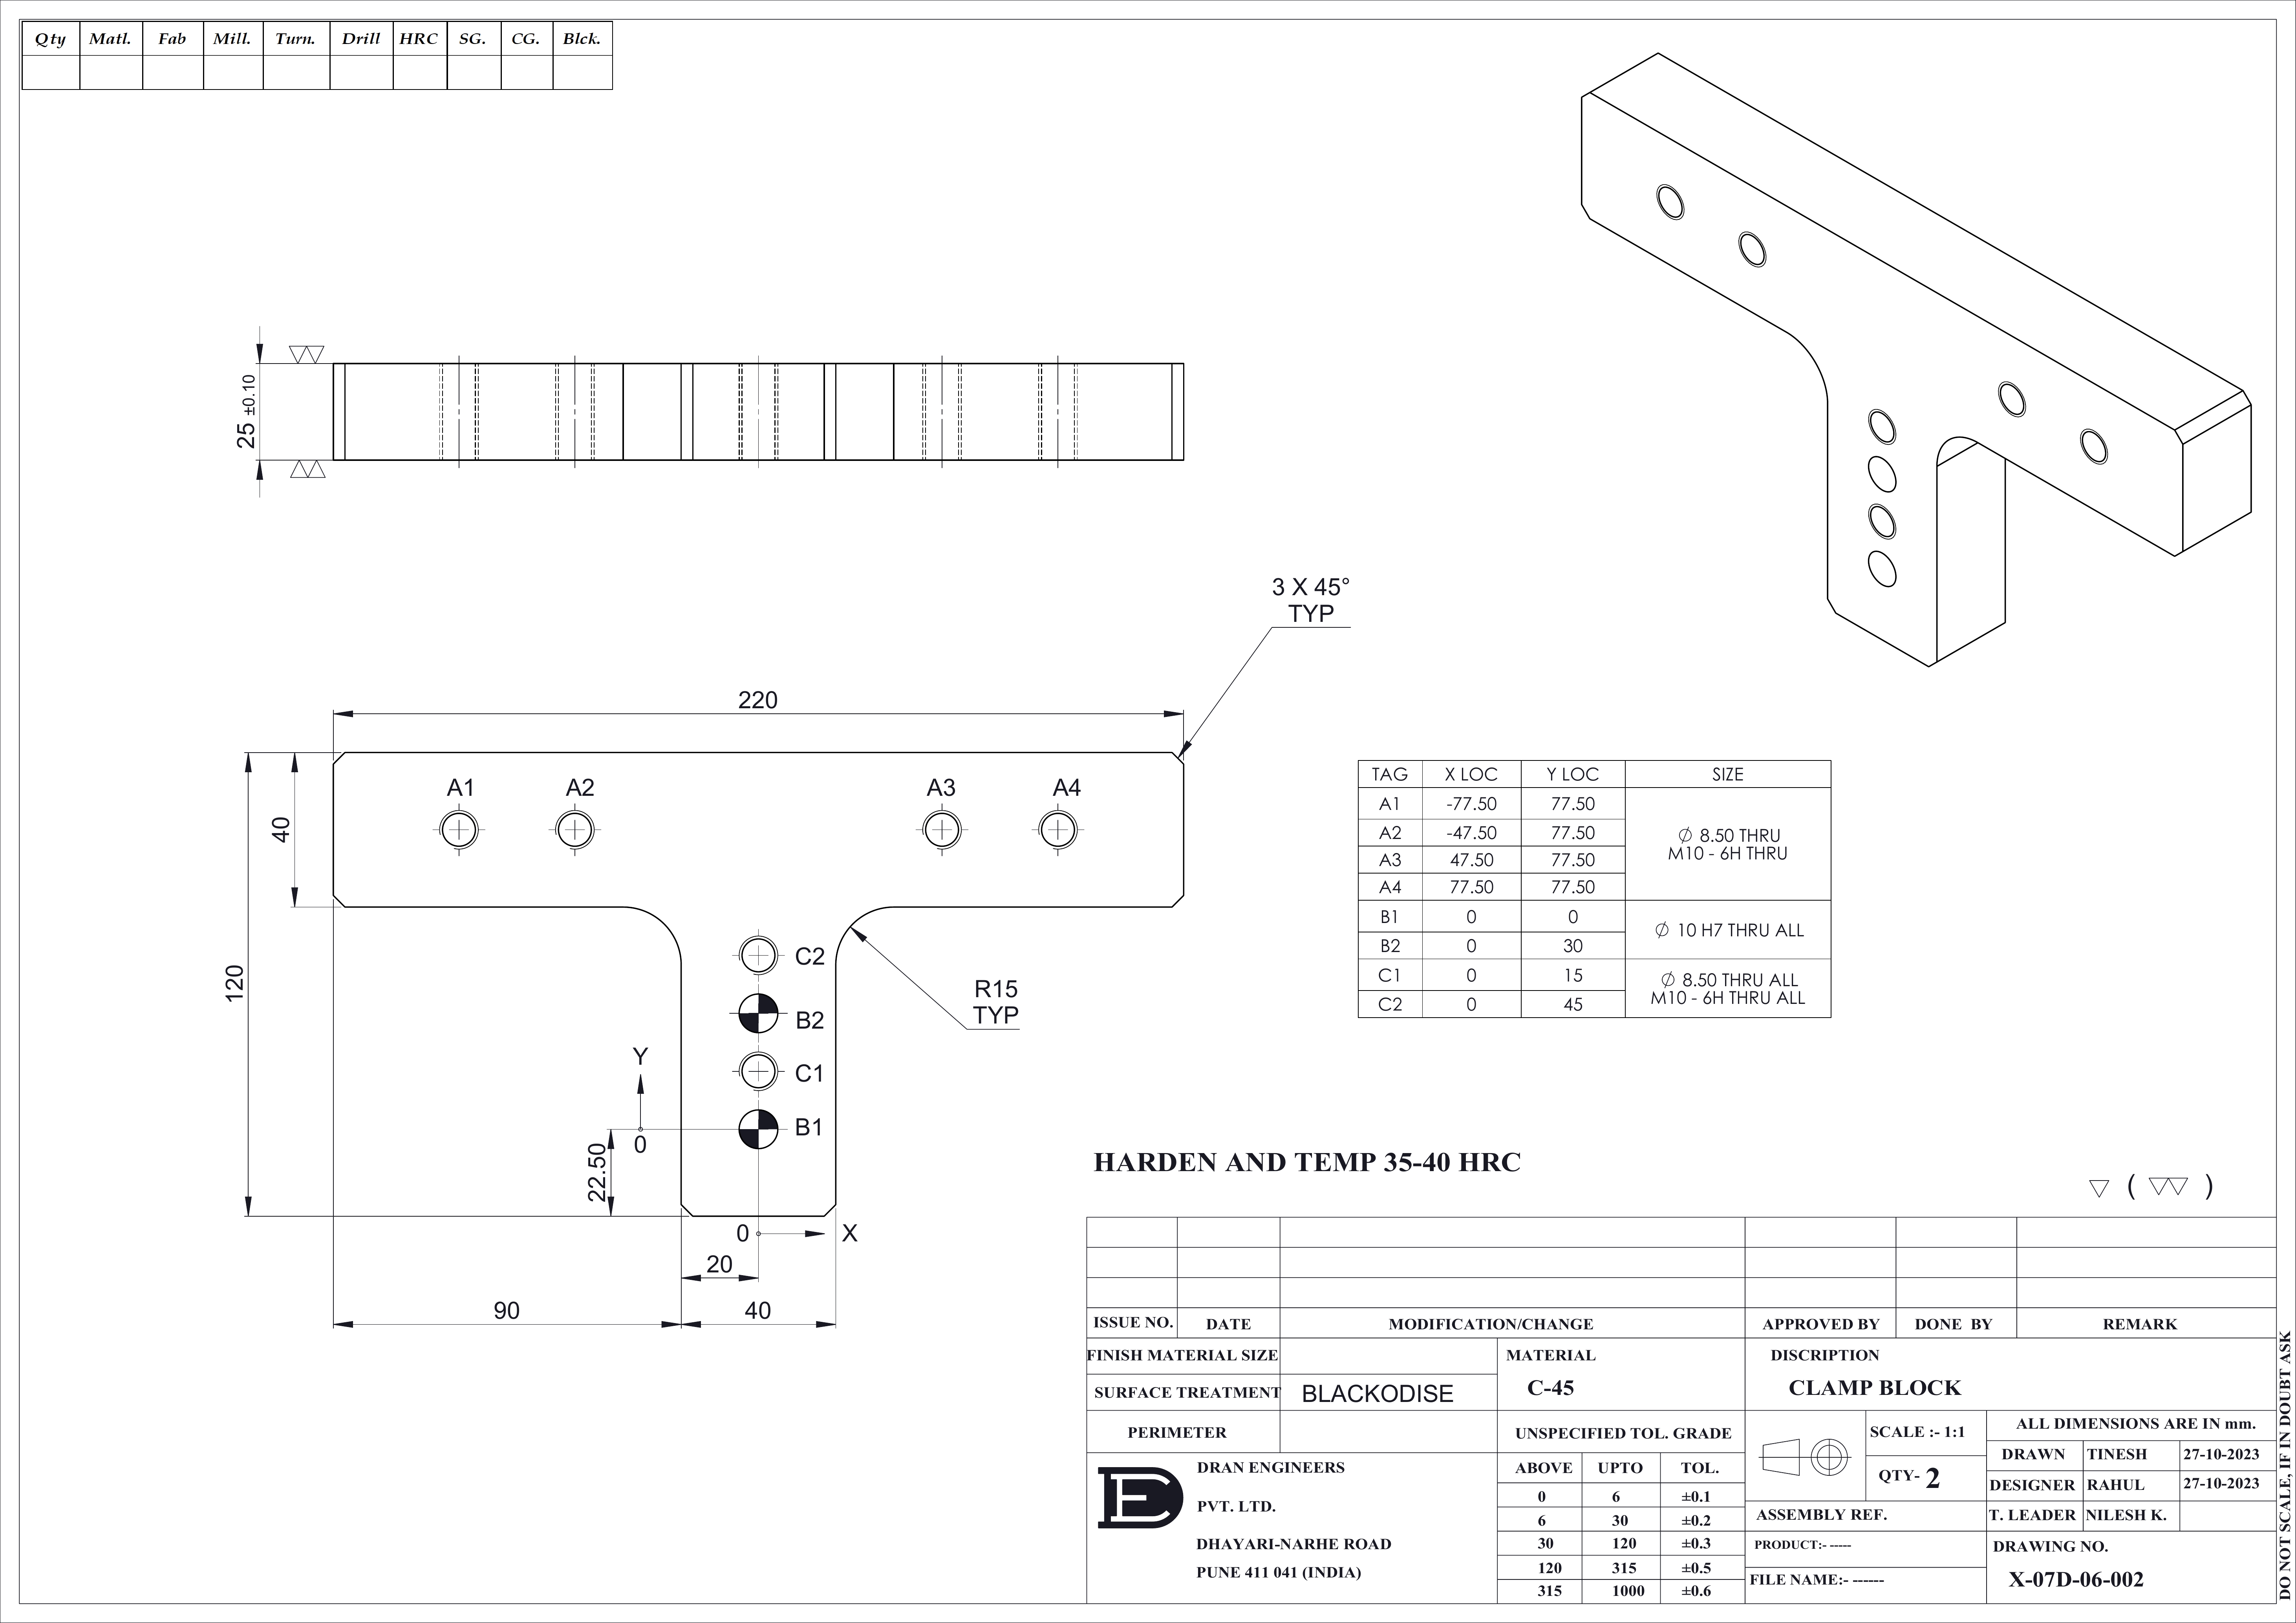 Qty Matl. Fab Mill. Turn. Drill HRC SG. CG. Blck.
25 ±0.10
3 X 45°
TYP
220
A1 A2 A3 A4
40
120
C2
B2
C1
B1
R15
TYP
Y
0
22.50
0 X
20
90 40
TAG X LOC Y LOC SIZE
A1 -77.50 77.50
A2 -47.50 77.50
A3 47.50 77.50
A4 77.50 77.50
Ø 8.50 THRU
M10 - 6H THRU
B1 0 0
B2 0 30
Ø 10 H7 THRU ALL
C1 0 15
C2 0 45
Ø 8.50 THRU ALL
M10 - 6H THRU ALL
HARDEN AND TEMP 35-40 HRC
( )
ISSUE NO. DATE MODIFICATION/CHANGE APPROVED BY DONE BY REMARK
FINISH MATERIAL SIZE
SURFACE TREATMENT BLACKODISE
PERIMETER
MATERIAL
C-45
DISCRIPTION
CLAMP BLOCK
UNSPECIFIED TOL. GRADE
ABOVE UPTO TOL.
0 6 ±0.1
6 30 ±0.2
30 120 ±0.3
120 315 ±0.5
315 1000 ±0.6
DE
DRAN ENGINEERS
PVT. LTD.
DHAYARI-NARHE ROAD
PUNE 411 041 (INDIA)
SCALE :- 1:1
QTY- 2
ALL DIMENSIONS ARE IN mm.
DRAWN TINESH 27-10-2023
DESIGNER RAHUL 27-10-2023
T. LEADER NILESH K.
ASSEMBLY REF.
PRODUCT:- -----
FILE NAME:- ------
DRAWING NO.
X-07D-06-002
DO NOT SCALE, IF IN DOUBT ASK